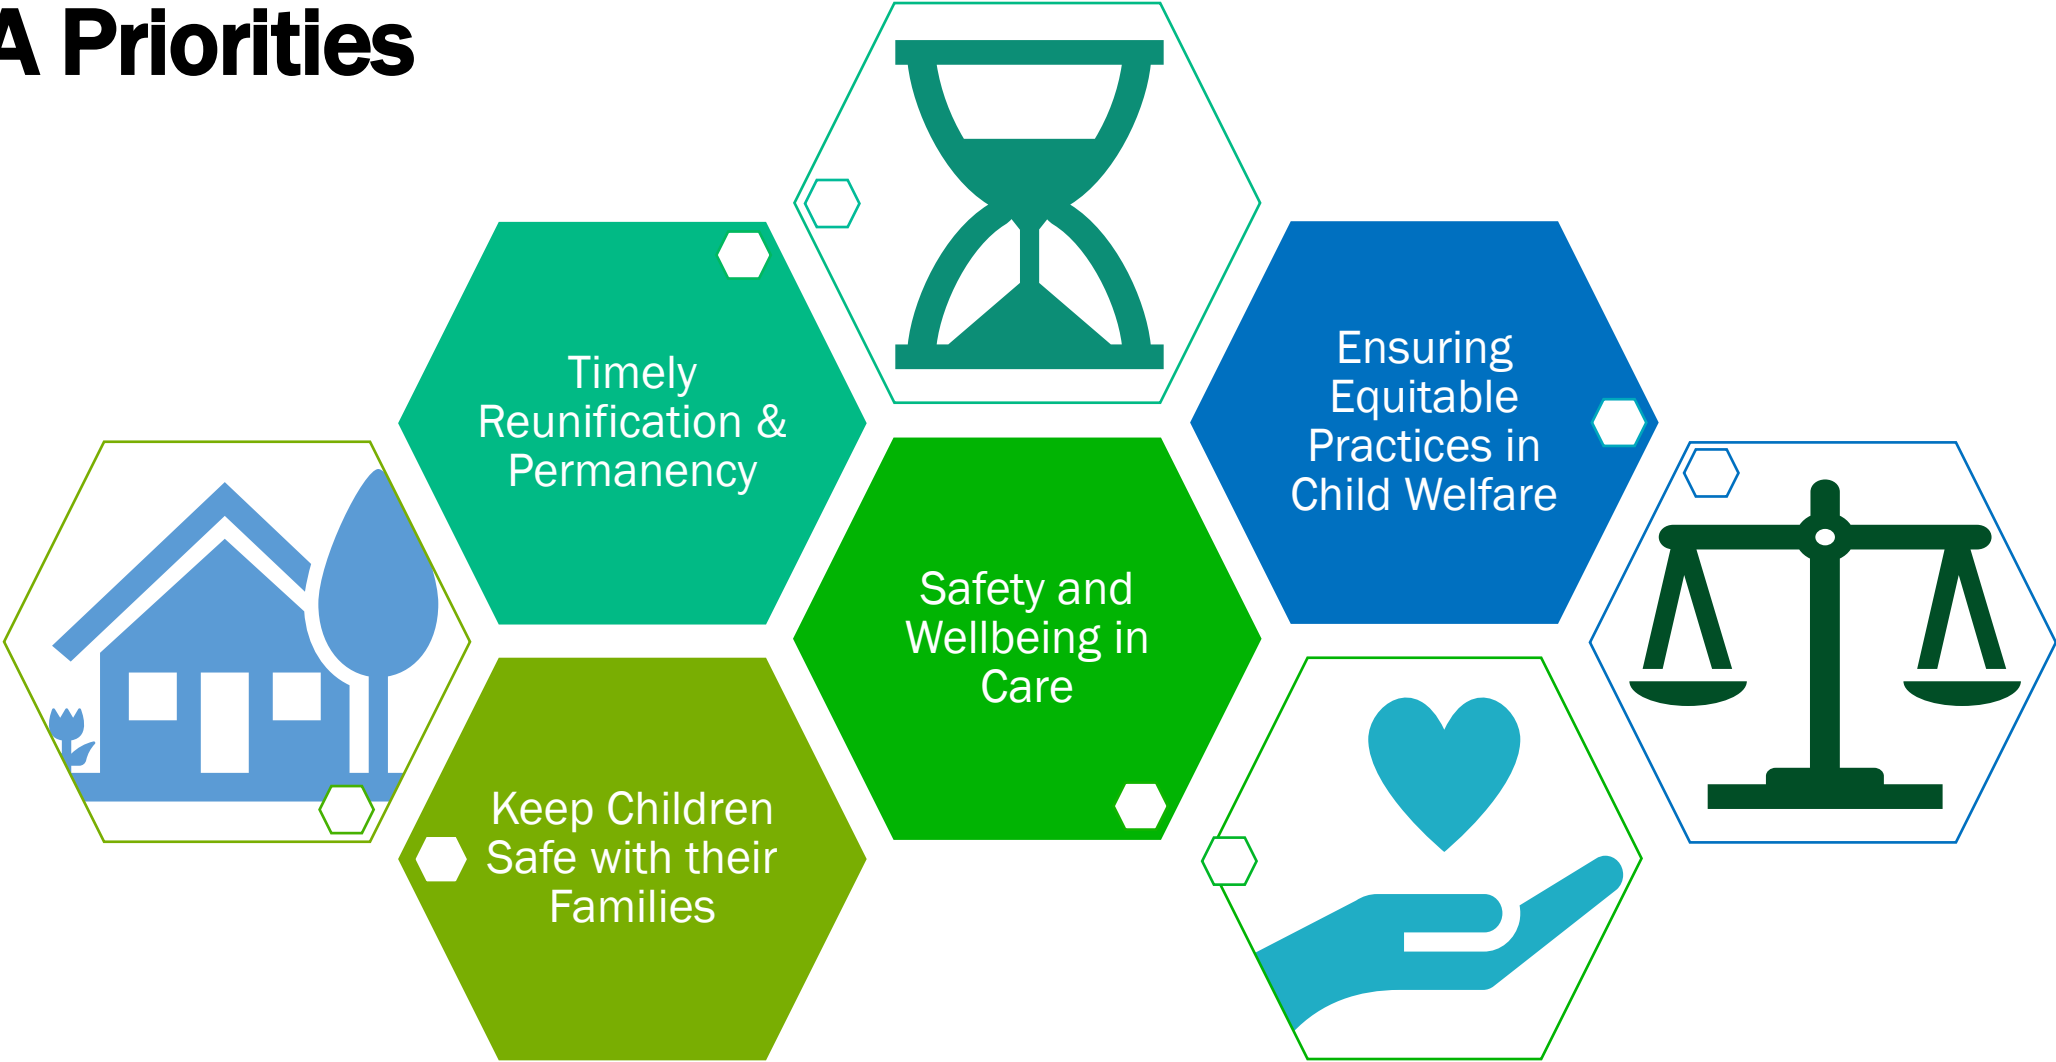 A Priorities
Timely
Reunification &
Permanency
Ensuring
Equitable
Practices in
Child Welfare
Safety and
Wellbeing in
Care
Keep Children
Safe with their
Families